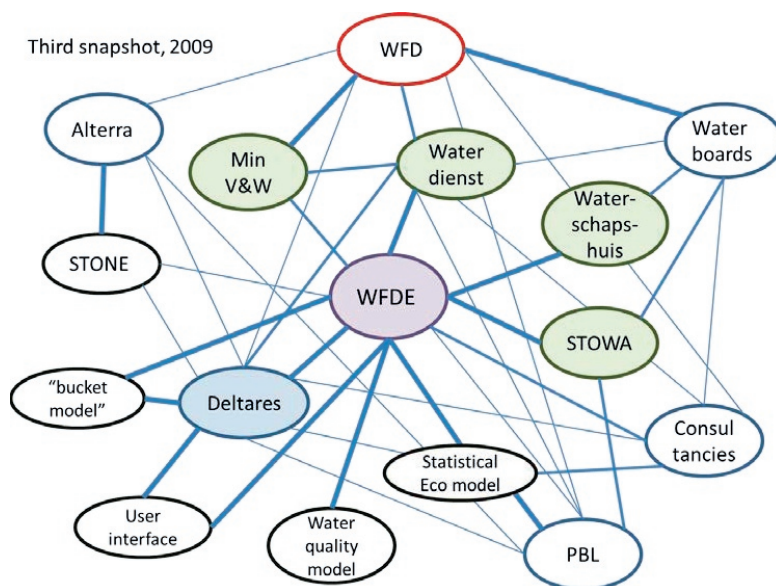 Third snapshot, 2009
WFD
Alterra
Min
V&W
Water
dienst
Water
boards
Water-
schaps-
huis
STONE
WFDE
STOWA
“bucket
model”
Deltares
Consul
tancies
Statistical
Eco model
User
interface
Water
quality
model
PBL